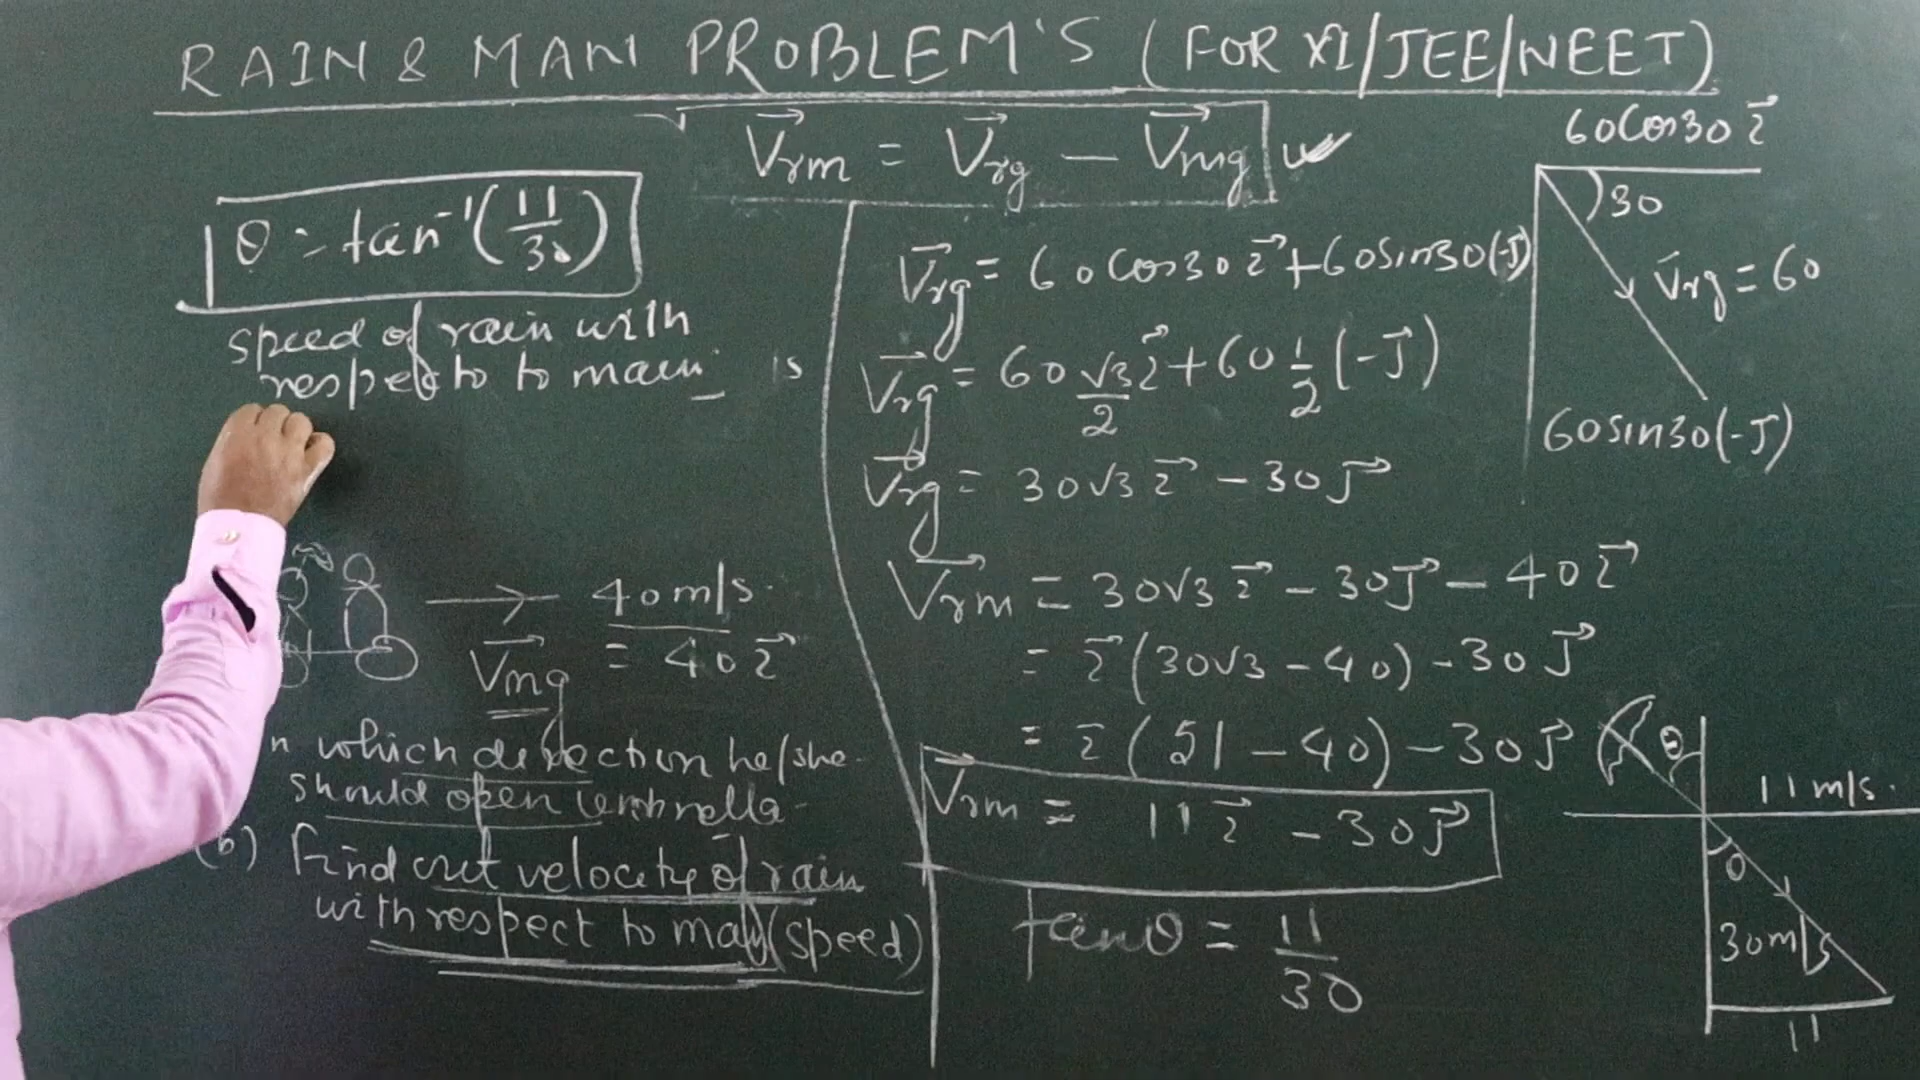 RAIN & MAN PROBLEM'S (FOR XI/JEE/NEET)
V⃗rm = V⃗rg − V⃗mg
θ = tan⁻¹(11/30)
speed of rain with
respect to to man is
40m/s.
V⃗mg = 40 i⃗
n which direction he/she
should open umbrella
(b) Find out velocity of rain
with respect to man (speed)
V⃗rg = 60cos30 i⃗ + 60sin30(-j)
V⃗rg = 60 √3/2 i⃗ + 60 1/2 (-j)
V⃗rg = 30√3 i⃗ − 30 j⃗
V⃗rm = 30√3 i⃗ − 30 j⃗ − 40 i⃗
= i⃗ (30√3 − 40) − 30 j⃗
= i (51 − 40) − 30 j⃗
V⃗rm = 11 i⃗ − 30 j⃗
tanθ = 11/30
60cos30 i⃗
30
Vrg = 60
60sin30(-j)
θ
11m/s.
θ
30m/s
11